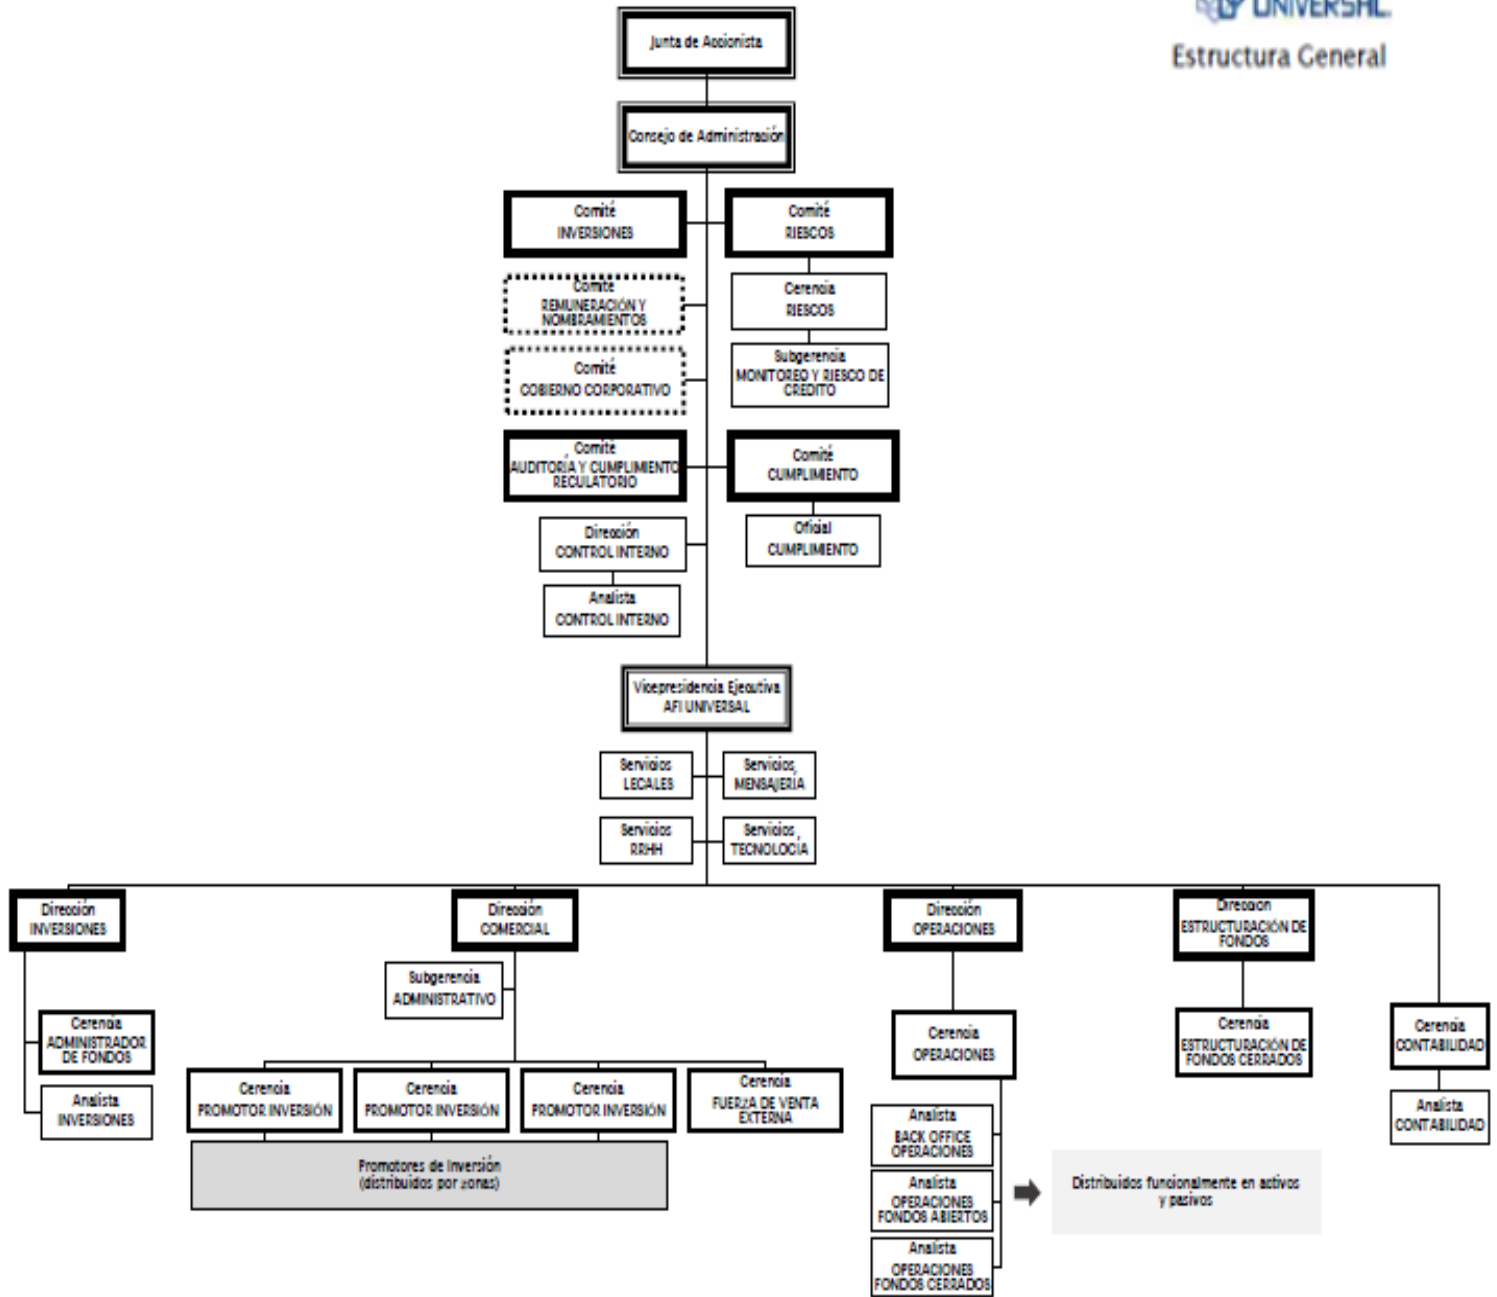 UNIVERSAL.
Estructura General
Junta de Accionista
Consejo de Administración
Comité
INVERSIONES
Comité
RIESGOS
Comité
REMUNERACIÓN Y
NOMBRAMIENTOS
Gerencia
RIESGOS
Comité
GOBIERNO CORPORATIVO
Subgerencia
MONITOREO Y RIESGO DE
CRÉDITO
Comité
AUDITORÍA Y CUMPLIMIENTO
REGULATORIO
Comité
CUMPLIMIENTO
Dirección
CONTROL INTERNO
Oficial
CUMPLIMIENTO
Analista
CONTROL INTERNO
Vicepresidencia Ejecutiva
AFI UNIVERSAL
Servicios
LEGALES
Servicios
MENSAJERÍA
Servicios
RRHH
Servicios
TECNOLOGÍA
Dirección
INVERSIONES
Dirección
COMERCIAL
Dirección
OPERACIONES
Dirección
ESTRUCTURACIÓN DE
FONDOS
Subgerencia
ADMINISTRATIVO
Gerencia
ADMINISTRADOR
DE FONDOS
Gerencia
OPERACIONES
Gerencia
ESTRUCTURACIÓN DE
FONDOS CERRADOS
Gerencia
CONTABILIDAD
Analista
INVERSIONES
Gerencia
PROMOTOR INVERSIÓN
Gerencia
PROMOTOR INVERSIÓN
Gerencia
PROMOTOR INVERSIÓN
Gerencia
FUERZA DE VENTA
EXTERNA
Analista
CONTABILIDAD
Promotores de Inversión
(distribuidos por zonas)
Analista
BACK OFFICE
OPERACIONES
Analista
OPERACIONES
FONDOS ABIERTOS
Analista
OPERACIONES
FONDOS CERRADOS
Distribuidos funcionalmente en activos
y pasivos